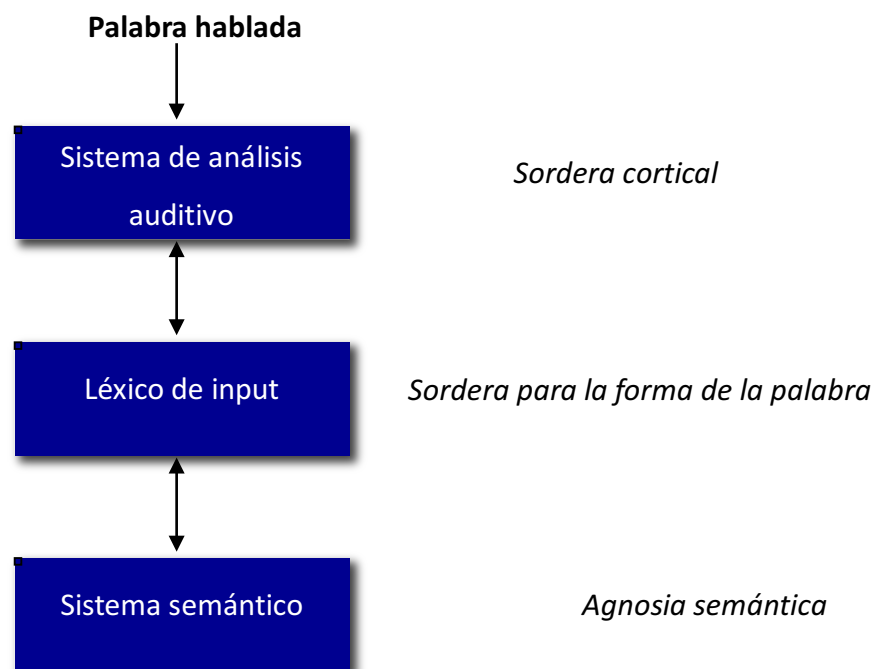 Palabra hablada
Sistema de análisis
auditivo
Sordera cortical
Léxico de input
Sordera para la forma de la palabra
Sistema semántico
Agnosia semántica